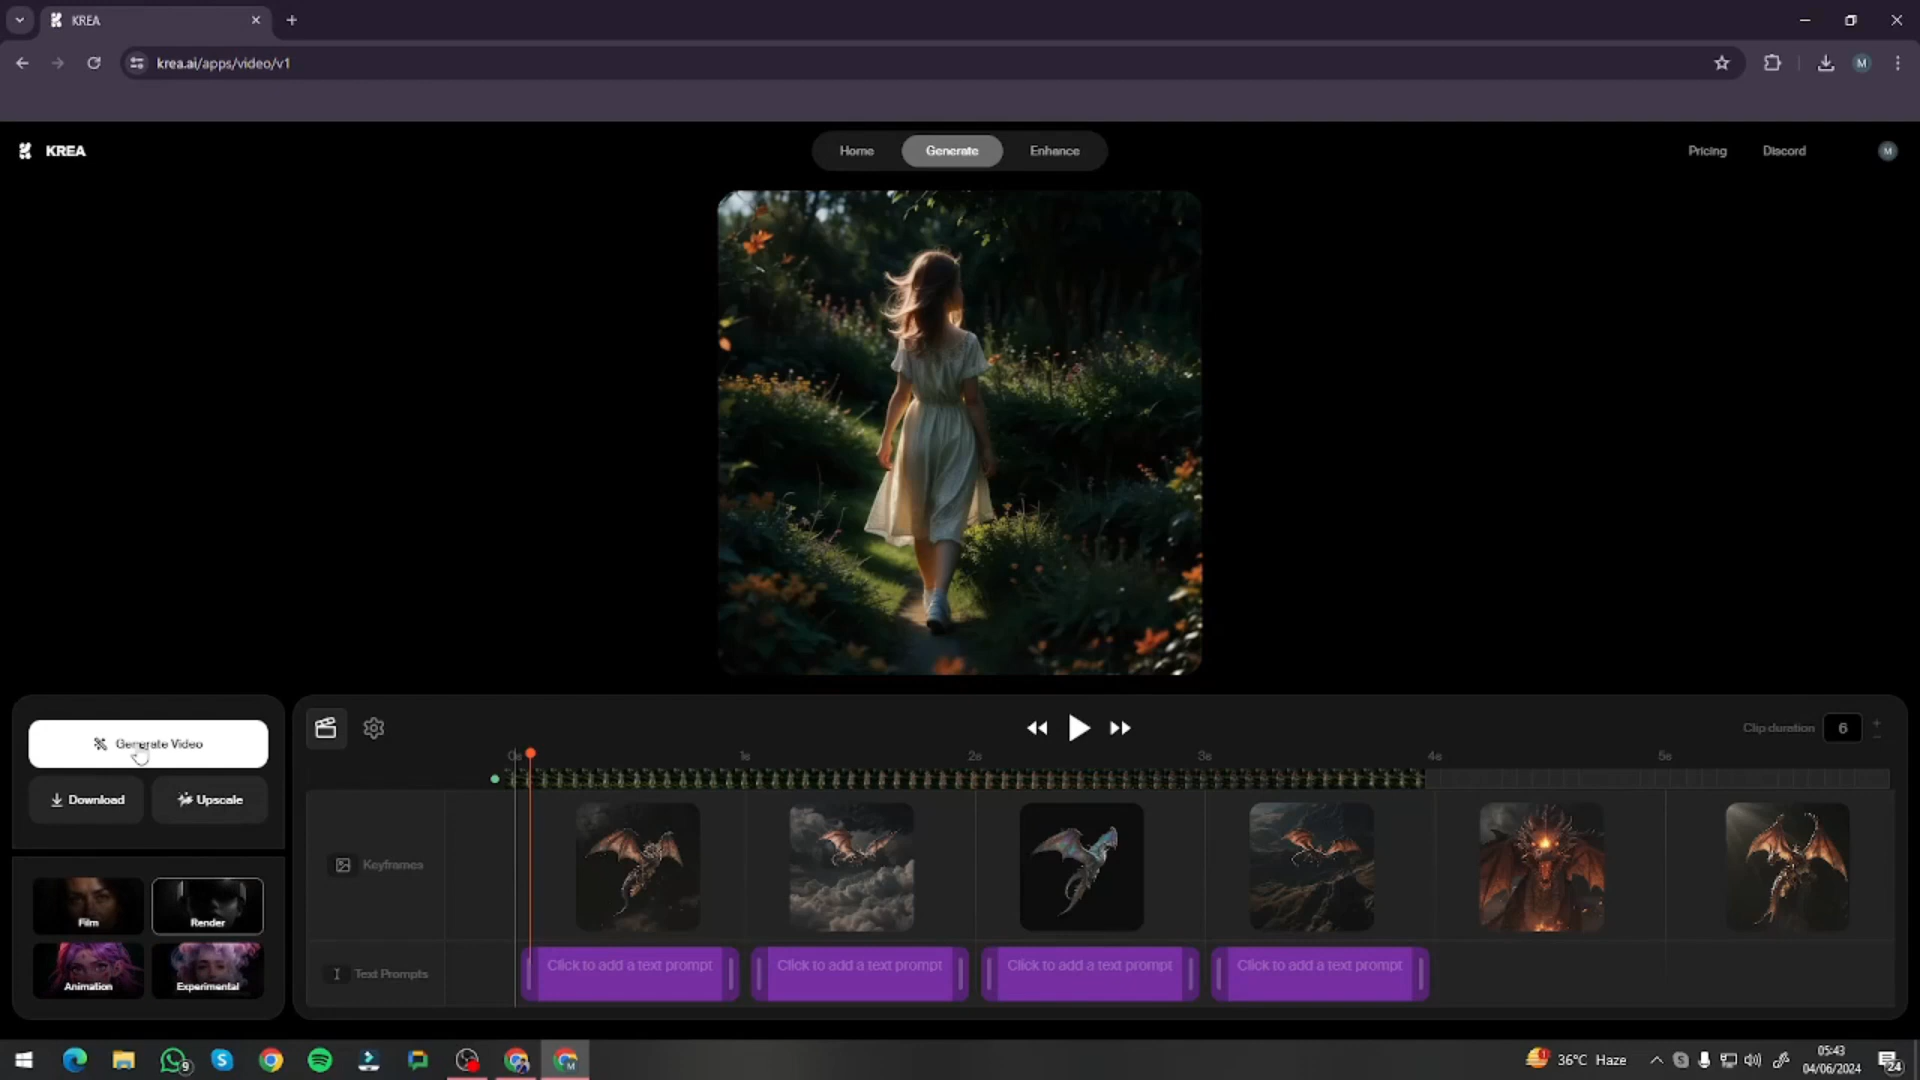 KREA
krea.ai/apps/video/v1
M
KREA
Home
Generate
Enhance
Pricing
Discord
M
Generate Video
Download
Upscale
Film
Render
Animation
Experimental
Clip duration
6
0s
1s
2s
3s
4s
5s
Keyframes
Text Prompts
Click to add a text prompt
Click to add a text prompt
Click to add a text prompt
Click to add a text prompt
9
M
36°C Haze
05:43
04/06/2024
24